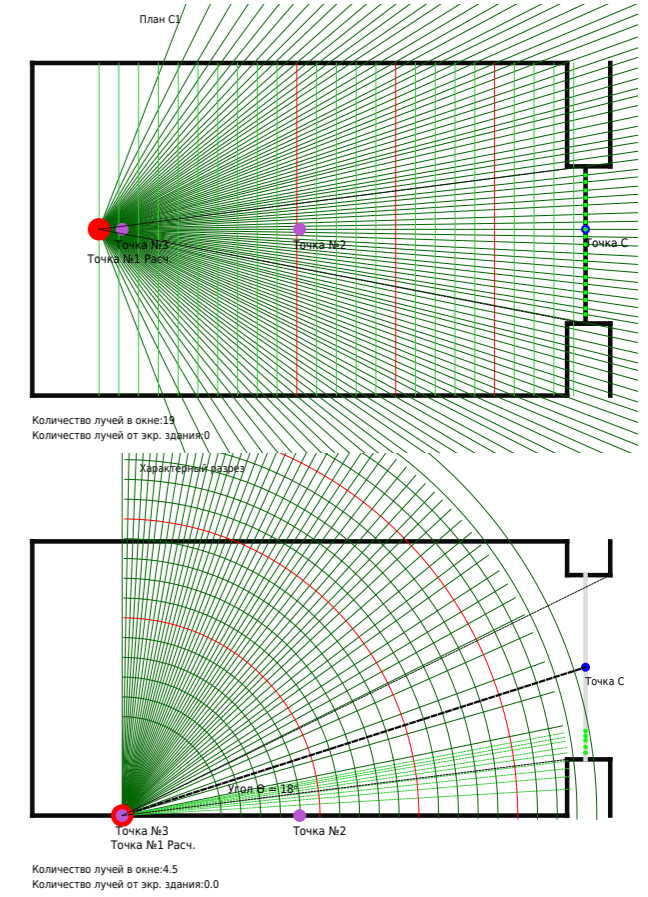 План С1
Точка С
Точка №3
Точка №2
Точка №1 Расч.
Количество лучей в окне:19
Количество лучей от экр. здания:0
Характерный разрез
Точка С
Угол Θ = 18°
Точка №3
Точка №2
Точка №1 Расч.
Количество лучей в окне:4.5
Количество лучей от экр. здания:0.0